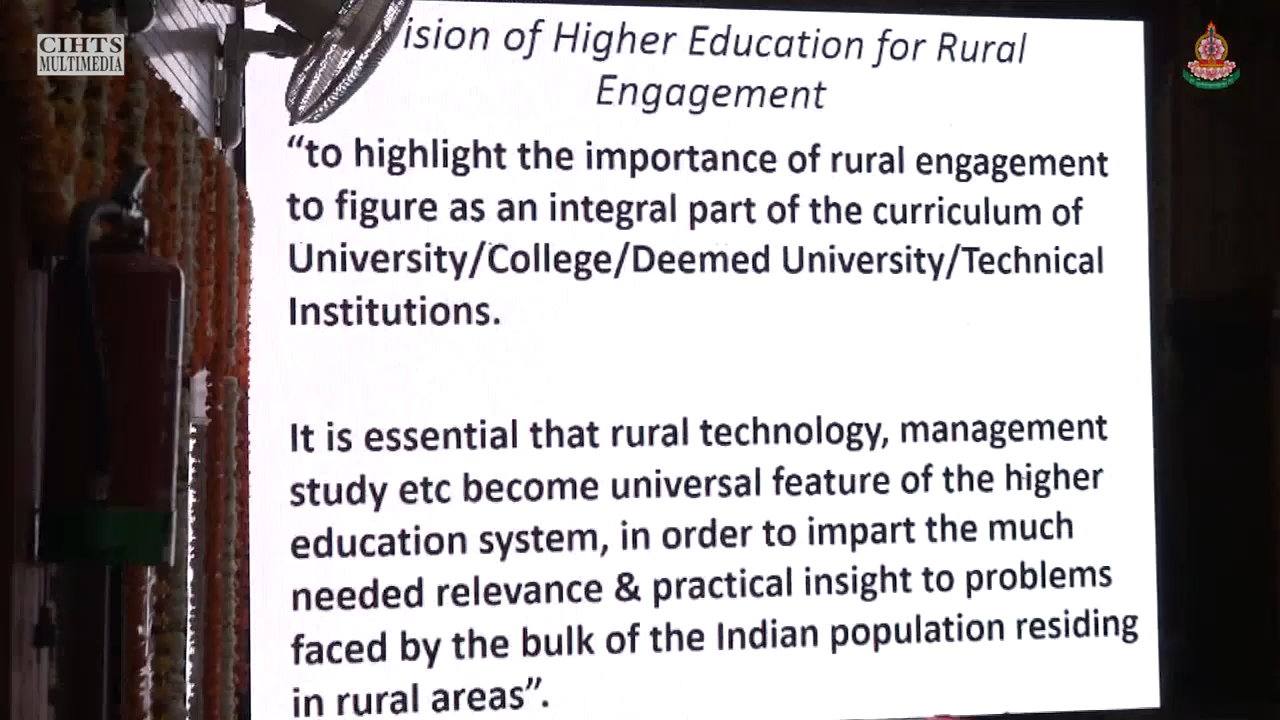 CIHTS
MULTIMEDIA
ision of Higher Education for Rural
Engagement
“to highlight the importance of rural engagement
to figure as an integral part of the curriculum of
University/College/Deemed University/Technical
Institutions.
It is essential that rural technology, management
study etc become universal feature of the higher
education system, in order to impart the much
needed relevance & practical insight to problems
faced by the bulk of the Indian population residing
in rural areas”.